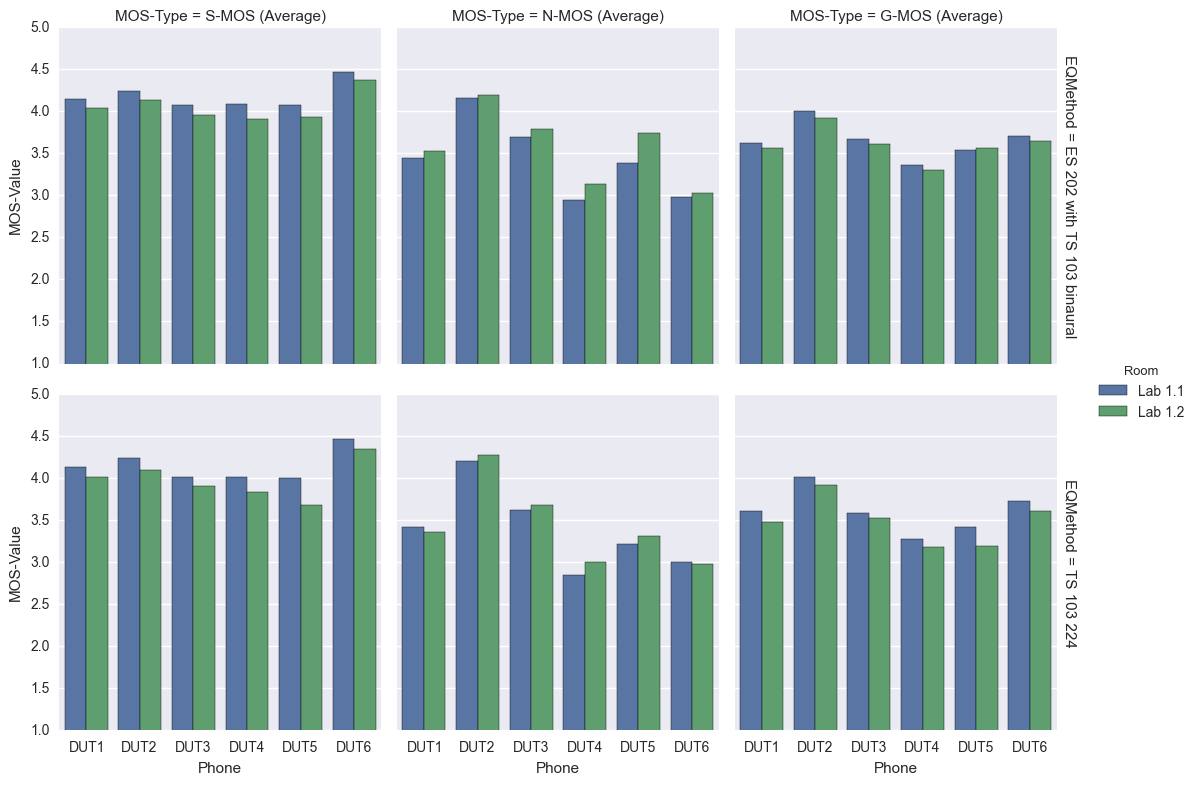 MOS-Type = S-MOS (Average)
MOS-Type = N-MOS (Average)
MOS-Type = G-MOS (Average)
5.0
4.5
4.0
3.5
3.0
2.5
2.0
1.5
1.0
MOS-Value
EQMethod = ES 202 with TS 103 binaural
Room
Lab 1.1
Lab 1.2
5.0
4.5
4.0
3.5
3.0
2.5
2.0
1.5
1.0
MOS-Value
EQMethod = TS 103 224
DUT1 DUT2 DUT3 DUT4 DUT5 DUT6
DUT1 DUT2 DUT3 DUT4 DUT5 DUT6
DUT1 DUT2 DUT3 DUT4 DUT5 DUT6
Phone
Phone
Phone